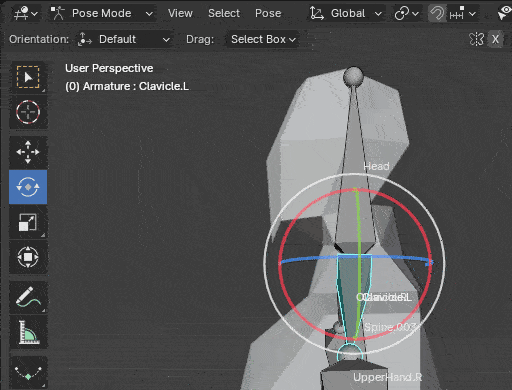 Pose Mode View Select Pose Global
Orientation: Default Drag: Select Box X
User Perspective
(0) Armature : Clavicle.L
Head
Spine.003
UpperHand.R